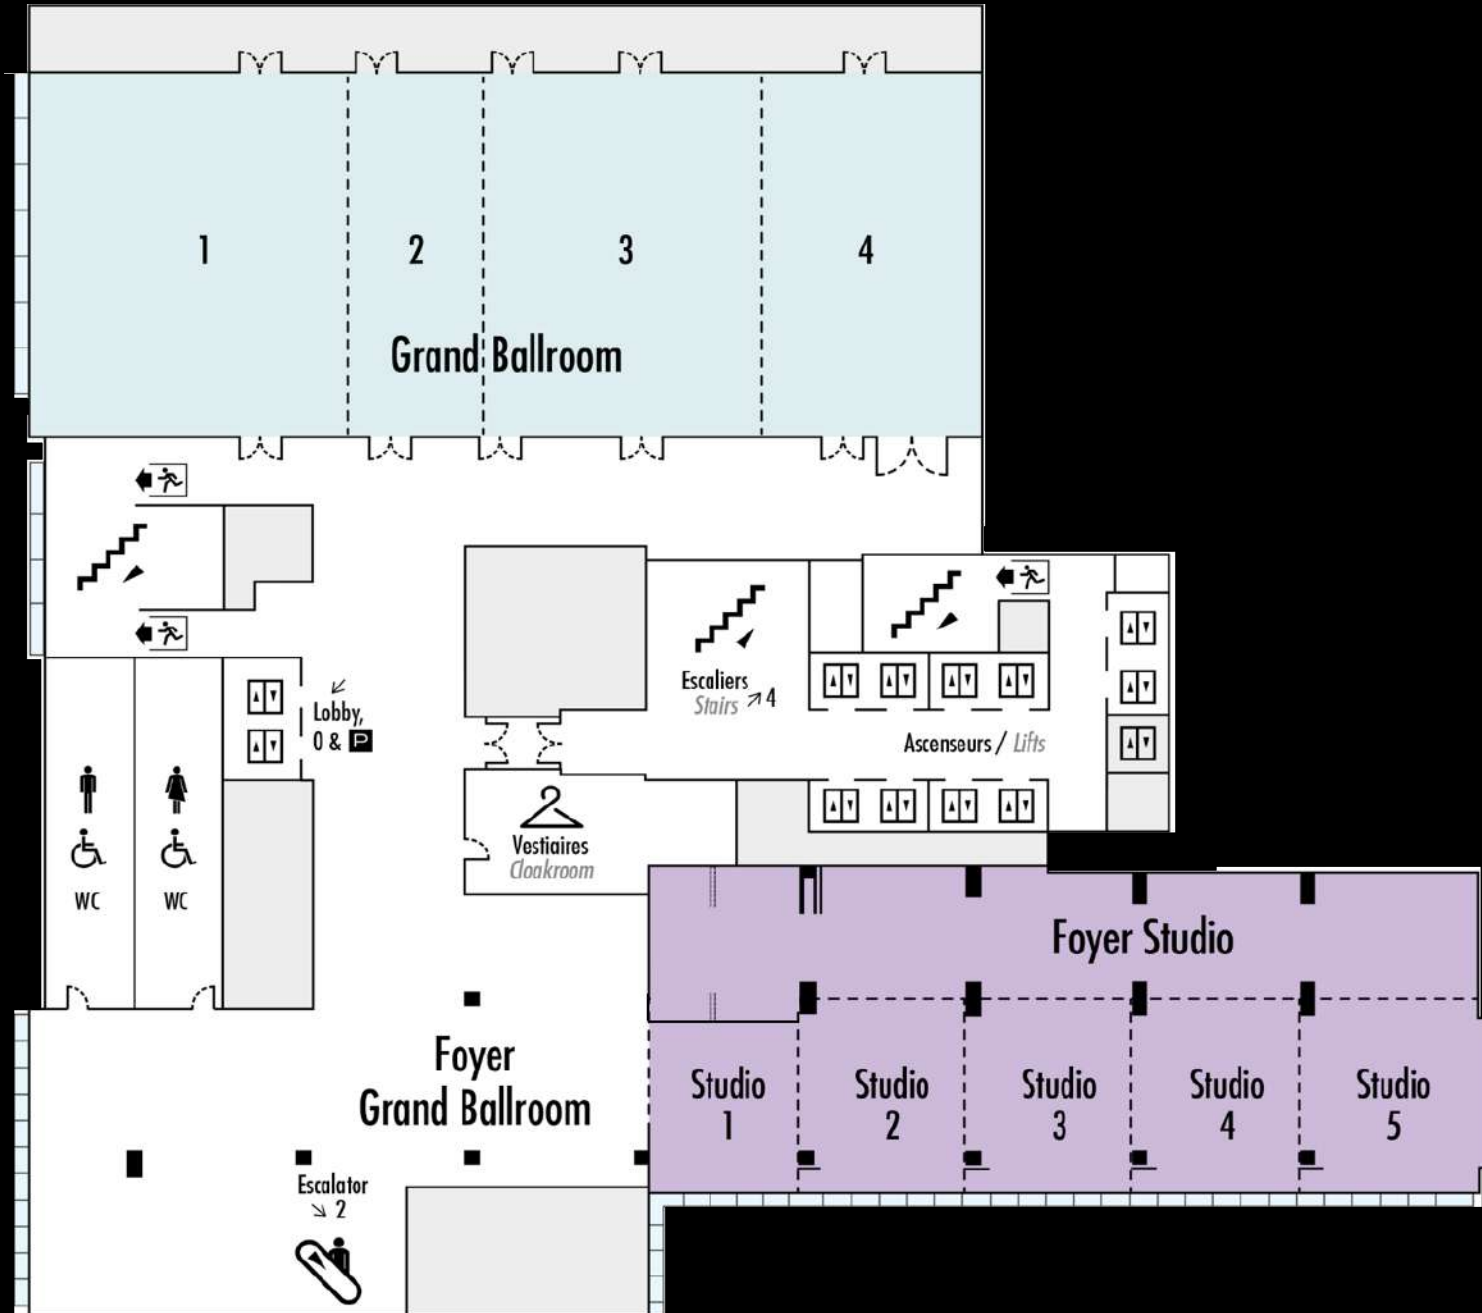 1
2
3
4
Grand Ballroom
Escaliers
Stairs ↗ 4
↙
Lobby,
0 & P
Ascenseurs / Lifts
Vestiaires
Cloakroom
WC
WC
Foyer Studio
Foyer
Grand Ballroom
Studio
1
Studio
2
Studio
3
Studio
4
Studio
5
Escalator
↘ 2